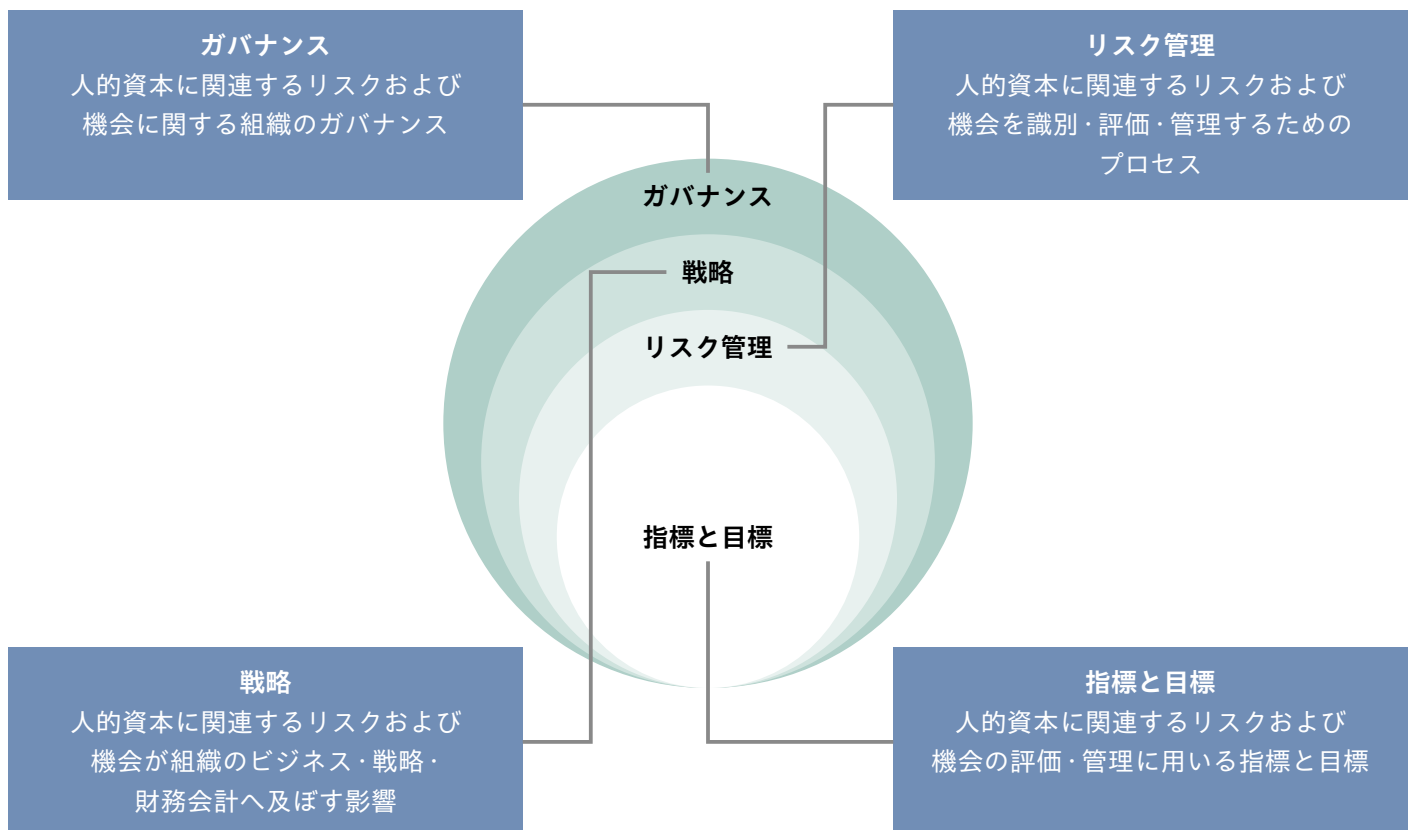 ガバナンス
人的資本に関連するリスクおよび
機会に関する組織のガバナンス
リスク管理
人的資本に関連するリスクおよび
機会を識別・評価・管理するための
プロセス
ガバナンス
戦略
リスク管理
指標と目標
戦略
人的資本に関連するリスクおよび
機会が組織のビジネス・戦略・
財務会計へ及ぼす影響
指標と目標
人的資本に関連するリスクおよび
機会の評価・管理に用いる指標と目標